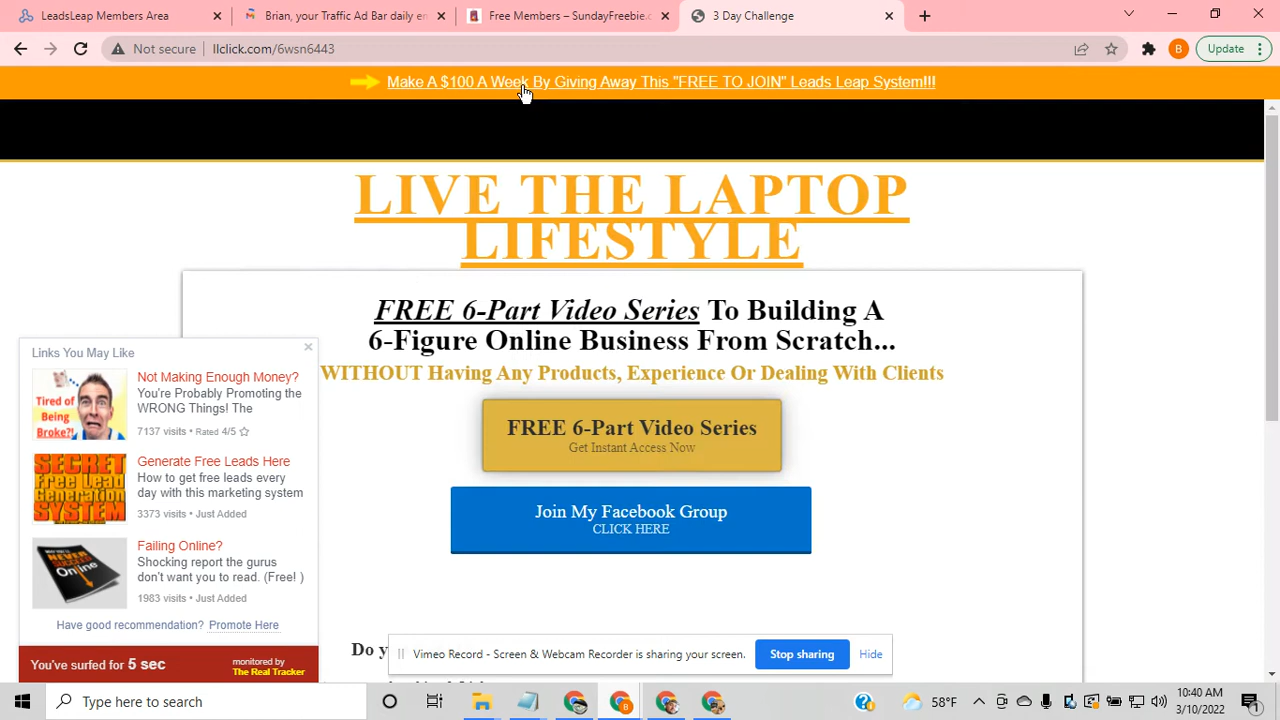 LeadsLeap Members Area
Brian, your Traffic Ad Bar daily en
Free Members – SundayFreebie.c
3 Day Challenge
Not secure
llclick.com/6wsn6443
B
Update
Make A $100 A Week By Giving Away This "FREE TO JOIN" Leads Leap System!!!
LIVE THE LAPTOP
LIFESTYLE
FREE 6-Part Video Series To Building A
6-Figure Online Business From Scratch...
WITHOUT Having Any Products, Experience Or Dealing With Clients
FREE 6-Part Video Series
Get Instant Access Now
Join My Facebook Group
CLICK HERE
Links You May Like
Tired of
Being
Broke?!
Not Making Enough Money?
You're Probably Promoting the
WRONG Things! The
7137 visits • Rated 4/5
SECRET
Free Lead
Generation
SYSTEM
Generate Free Leads Here
How to get free leads every
day with this marketing system
3373 visits • Just Added
Failing Online?
Shocking report the gurus
don't want you to read. (Free! )
1983 visits • Just Added
Have good recommendation? Promote Here
You've surfed for 5 sec
monitored by
The Real Tracker
Do y
Vimeo Record - Screen & Webcam Recorder is sharing your screen.
Stop sharing
Hide
Type here to search
58°F
10:40 AM
3/10/2022